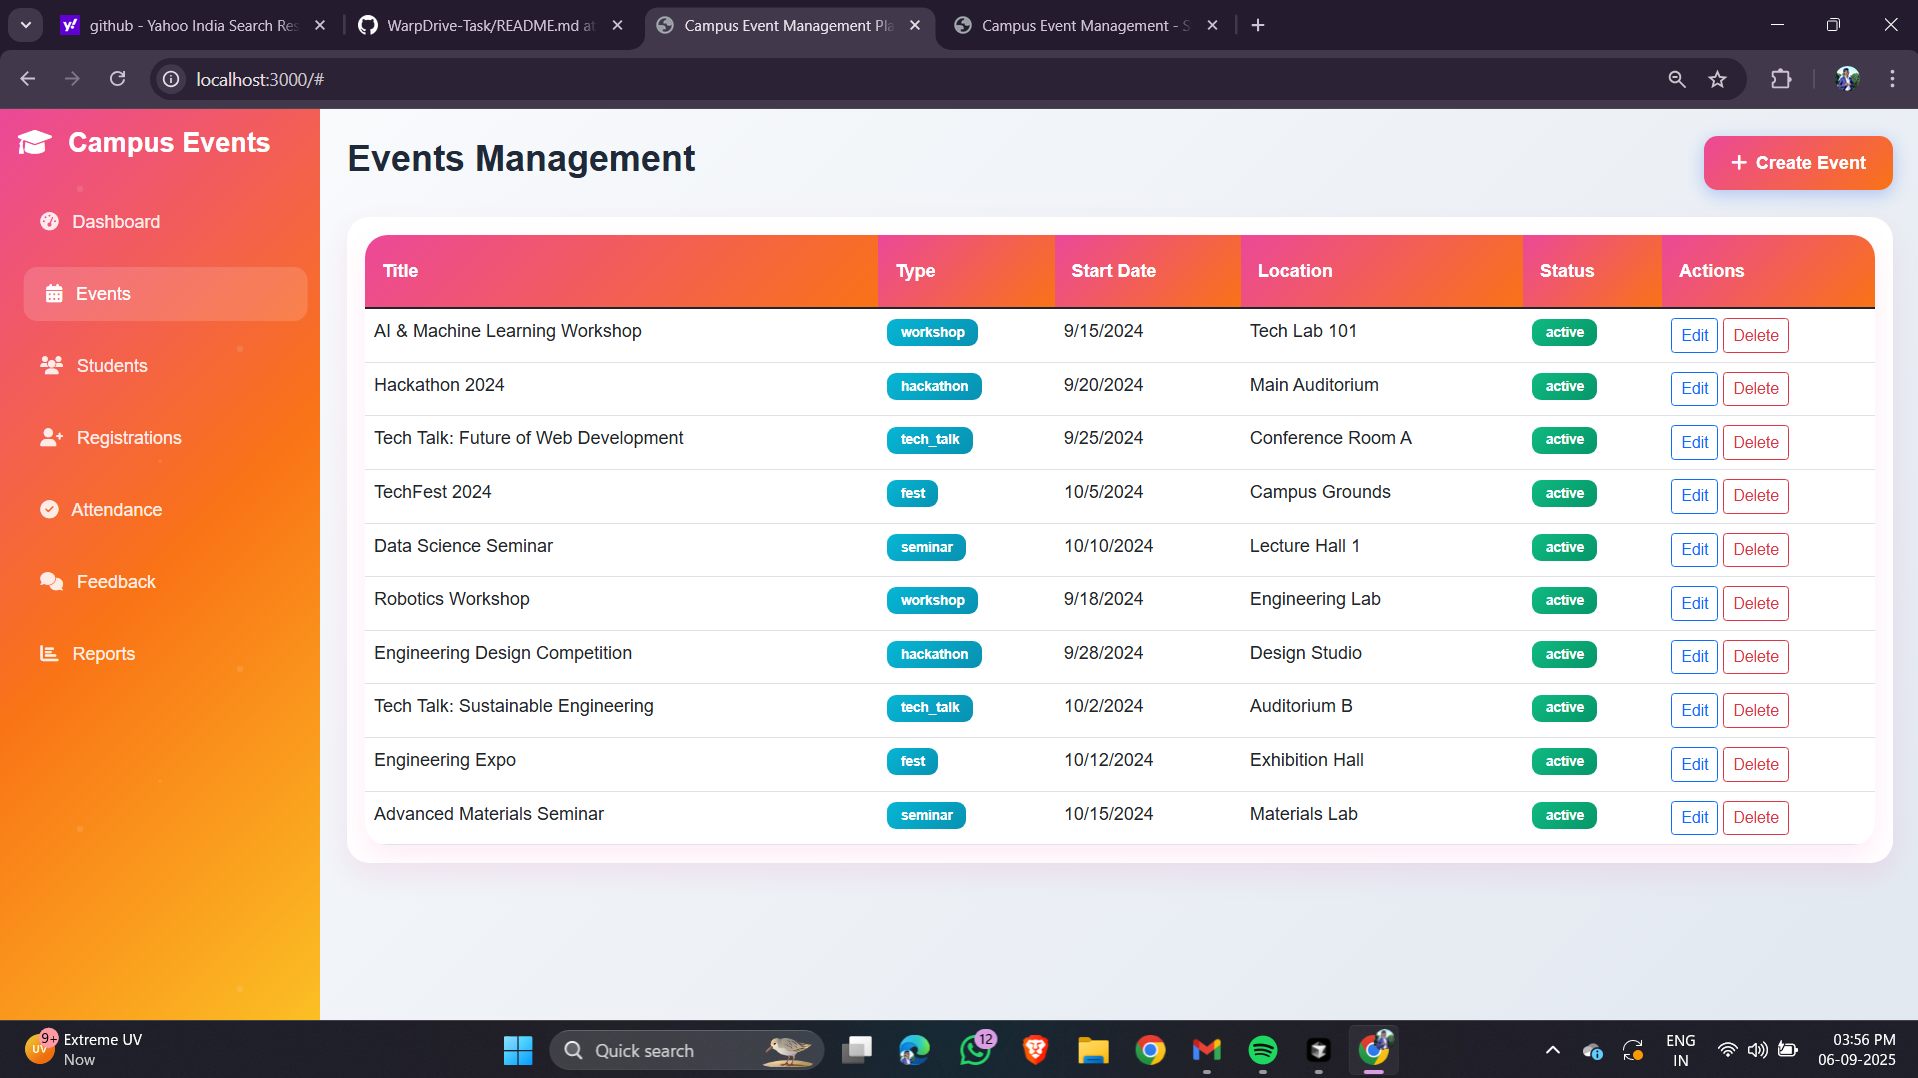 github - Yahoo India Search Res
WarpDrive-Task/README.md at
Campus Event Management Pla
Campus Event Management - S
localhost:3000/#
Campus Events
Dashboard
Events
Students
Registrations
Attendance
Feedback
Reports
Events Management
+ Create Event
Title Type Start Date Location Status Actions
AI & Machine Learning Workshop workshop 9/15/2024 Tech Lab 101 active Edit Delete
Hackathon 2024 hackathon 9/20/2024 Main Auditorium active Edit Delete
Tech Talk: Future of Web Development tech_talk 9/25/2024 Conference Room A active Edit Delete
TechFest 2024 fest 10/5/2024 Campus Grounds active Edit Delete
Data Science Seminar seminar 10/10/2024 Lecture Hall 1 active Edit Delete
Robotics Workshop workshop 9/18/2024 Engineering Lab active Edit Delete
Engineering Design Competition hackathon 9/28/2024 Design Studio active Edit Delete
Tech Talk: Sustainable Engineering tech_talk 10/2/2024 Auditorium B active Edit Delete
Engineering Expo fest 10/12/2024 Exhibition Hall active Edit Delete
Advanced Materials Seminar seminar 10/15/2024 Materials Lab active Edit Delete
UV 9+ Extreme UV
Now
Quick search
12
ENG
IN
03:56 PM
06-09-2025